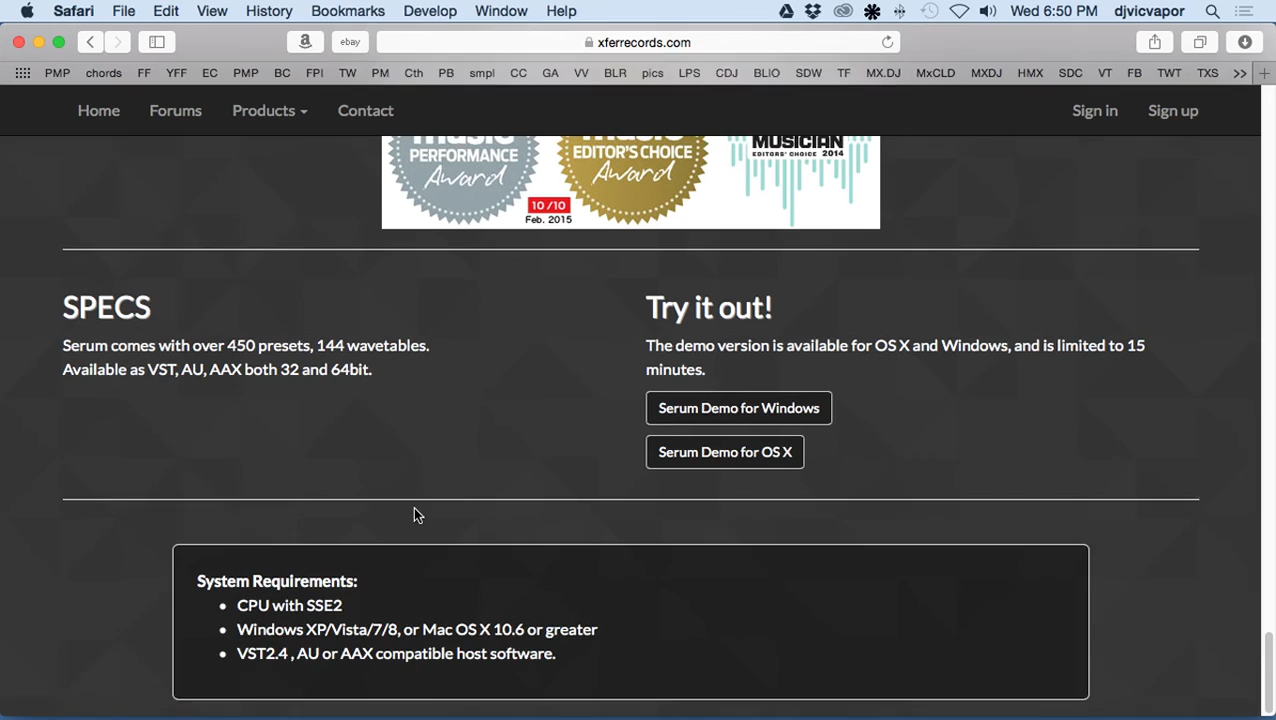 Safari File Edit View History Bookmarks Develop Window Help Wed 6:50 PM djvicvapor
a ebay xferrecords.com
PMP chords FF YFF EC PMP BC FPI TW PM Cth PB smpl CC GA VV BLR pics LPS CDJ BLIO SDW TF MX.DJ MxCLD MXDJ HMX SDC VT FB TWT TXS
Home Forums Products Contact Sign in Sign up
PERFORMANCE
Award
10/10
Feb. 2015
EDITOR'S CHOICE
Award
MUSICIAN
EDITORS' CHOICE 2014
SPECS
Serum comes with over 450 presets, 144 wavetables.
Available as VST, AU, AAX both 32 and 64bit.
Try it out!
The demo version is available for OS X and Windows, and is limited to 15
minutes.
Serum Demo for Windows
Serum Demo for OS X
System Requirements:
CPU with SSE2
Windows XP/Vista/7/8, or Mac OS X 10.6 or greater
VST2.4 , AU or AAX compatible host software.